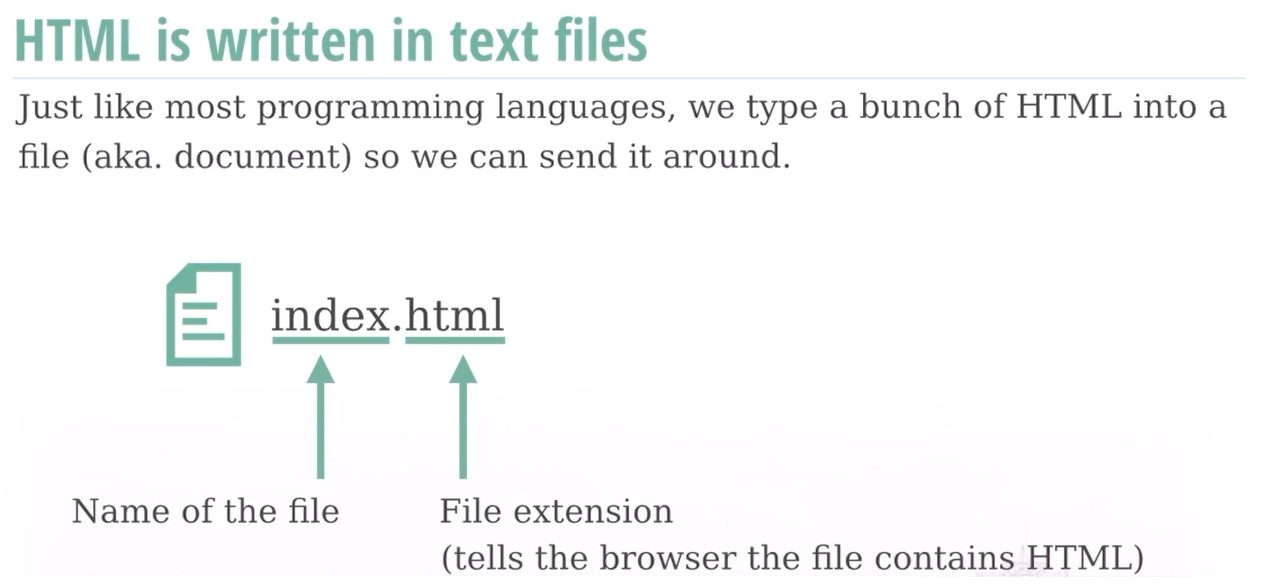 HTML is written in text files
Just like most programming languages, we type a bunch of HTML into a
file (aka. document) so we can send it around.
index.html
Name of the file
File extension
(tells the browser the file contains HTML)